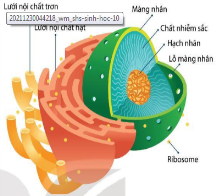 Lưới nội chất trơn
20211230044218_wm_shs-sinh-hoc-10
Lưới nội chất hạt
Màng nhân
Chất nhiễm sắc
Hạch nhân
Lỗ màng nhân
Ribosome